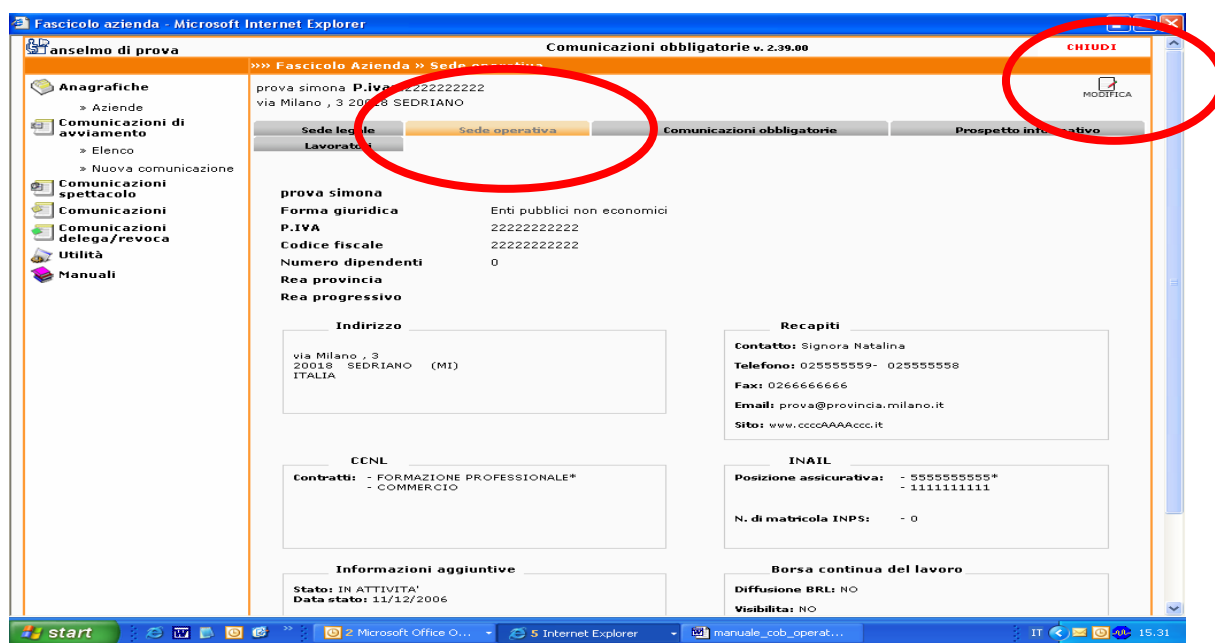 Fascicolo azienda - Microsoft Internet Explorer
anselmo di prova
Comunicazioni obbligatorie v. 2.39.00
CHIUDI
»»» Fascicolo Azienda » Sede operativa
Anagrafiche
» Aziende
Comunicazioni di
avviamento
» Elenco
» Nuova comunicazione
Comunicazioni
spettacolo
Comunicazioni
Comunicazioni
delega/revoca
Utilità
Manuali
prova simona P.iva: 22222222222
via Milano , 3 20018 SEDRIANO
MODIFICA
Sede legale Sede operativa Comunicazioni obbligatorie Prospetto informativo
Lavoratori
prova simona
Forma giuridica Enti pubblici non economici
P.IVA 22222222222
Codice fiscale 22222222222
Numero dipendenti 0
Rea provincia
Rea progressivo
Indirizzo
via Milano , 3
20018 SEDRIANO (MI)
ITALIA
Recapiti
Contatto: Signora Natalina
Telefono: 025555559- 025555558
Fax: 0266666666
Email: prova@provincia.milano.it
Sito: www.ccccAAAAccc.it
CCNL
Contratti: - FORMAZIONE PROFESSIONALE*
- COMMERCIO
INAIL
Posizione assicurativa: - 5555555555*
- 1111111111
N. di matricola INPS: - 0
Informazioni aggiuntive
Stato: IN ATTIVITA'
Data stato: 11/12/2006
Borsa continua del lavoro
Diffusione BRL: NO
Visibilita: NO
start
2 Microsoft Office O...
5 Internet Explorer
manuale_cob_operat...
IT
15.31